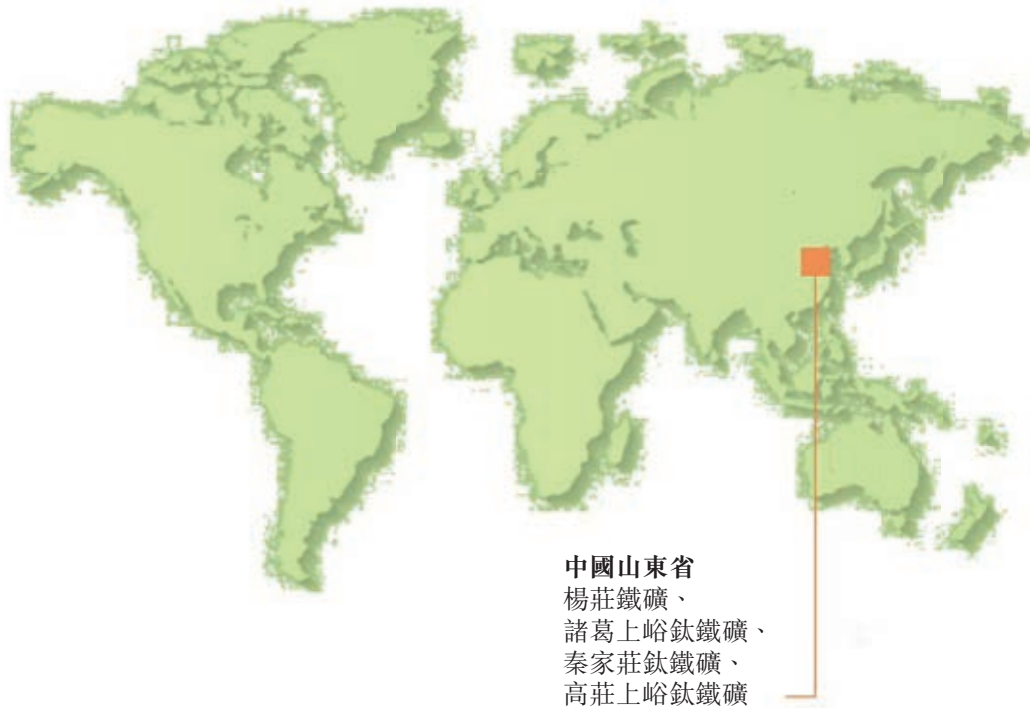 中國山東省
楊莊鐵礦、
諸葛上峪鈦鐵礦、
秦家莊鈦鐵礦、
高莊上峪鈦鐵礦